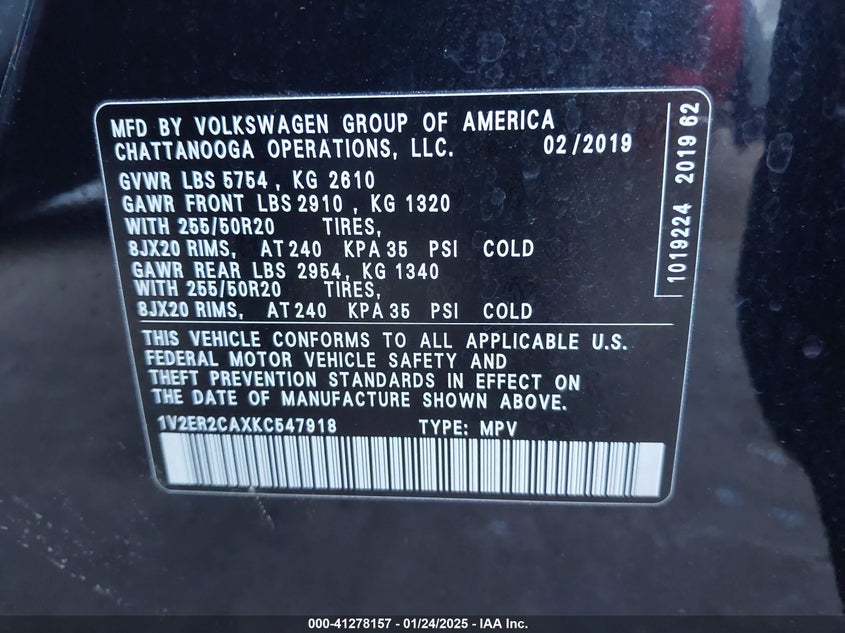 MFD BY VOLKSWAGEN GROUP OF AMERICA
CHATTANOOGA OPERATIONS, LLC. 02/2019
GVWR LBS 5754, KG 2610
GAWR FRONT LBS 2910, KG 1320
WITH 255/50R20 TIRES,
8JX20 RIMS, AT 240 KPA 35 PSI COLD
GAWR REAR LBS 2954, KG 1340
WITH 255/50R20 TIRES,
8JX20 RIMS, AT 240 KPA 35 PSI COLD
THIS VEHICLE CONFORMS TO ALL APPLICABLE U.S.
FEDERAL MOTOR VEHICLE SAFETY AND
THEFT PREVENTION STANDARDS IN EFFECT ON
THE DATE OF MANUFACTURE SHOWN ABOVE.
1V2ER2CAXKC547918 TYPE: MPV
1019224 2019 62
000-41278157 - 01/24/2025 - IAA Inc.